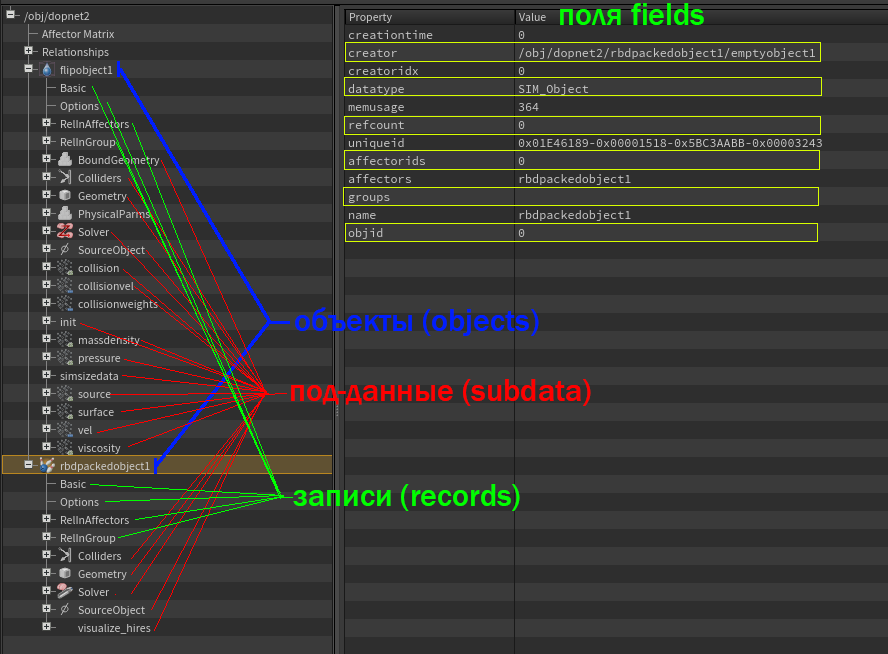 /obj/dopnet2
Affector Matrix
Relationships
flipobject1
Basic
Options
RelInAffectors
RelInGroup
BoundGeometry
Colliders
Geometry
PhysicalParms
Solver
SourceObject
collision
collisionvel
collisionweights
init
massdensity
pressure
simsizedata
source
surface
vel
viscosity
rbdpackedobject1
Basic
Options
RelInAffectors
RelInGroup
Colliders
Geometry
Solver
SourceObject
visualize_hires
объекты (objects)
под-данные (subdata)
записи (records)
поля fields
Property Value
creationtime 0
creator /obj/dopnet2/rbdpackedobject1/emptyobject1
creatoridx 0
datatype SIM_Object
memusage 364
refcount 0
uniqueid 0x01E46189-0x00001518-0x5BC3AABB-0x00003243
affectorids 0
affectors rbdpackedobject1
groups
name rbdpackedobject1
objid 0